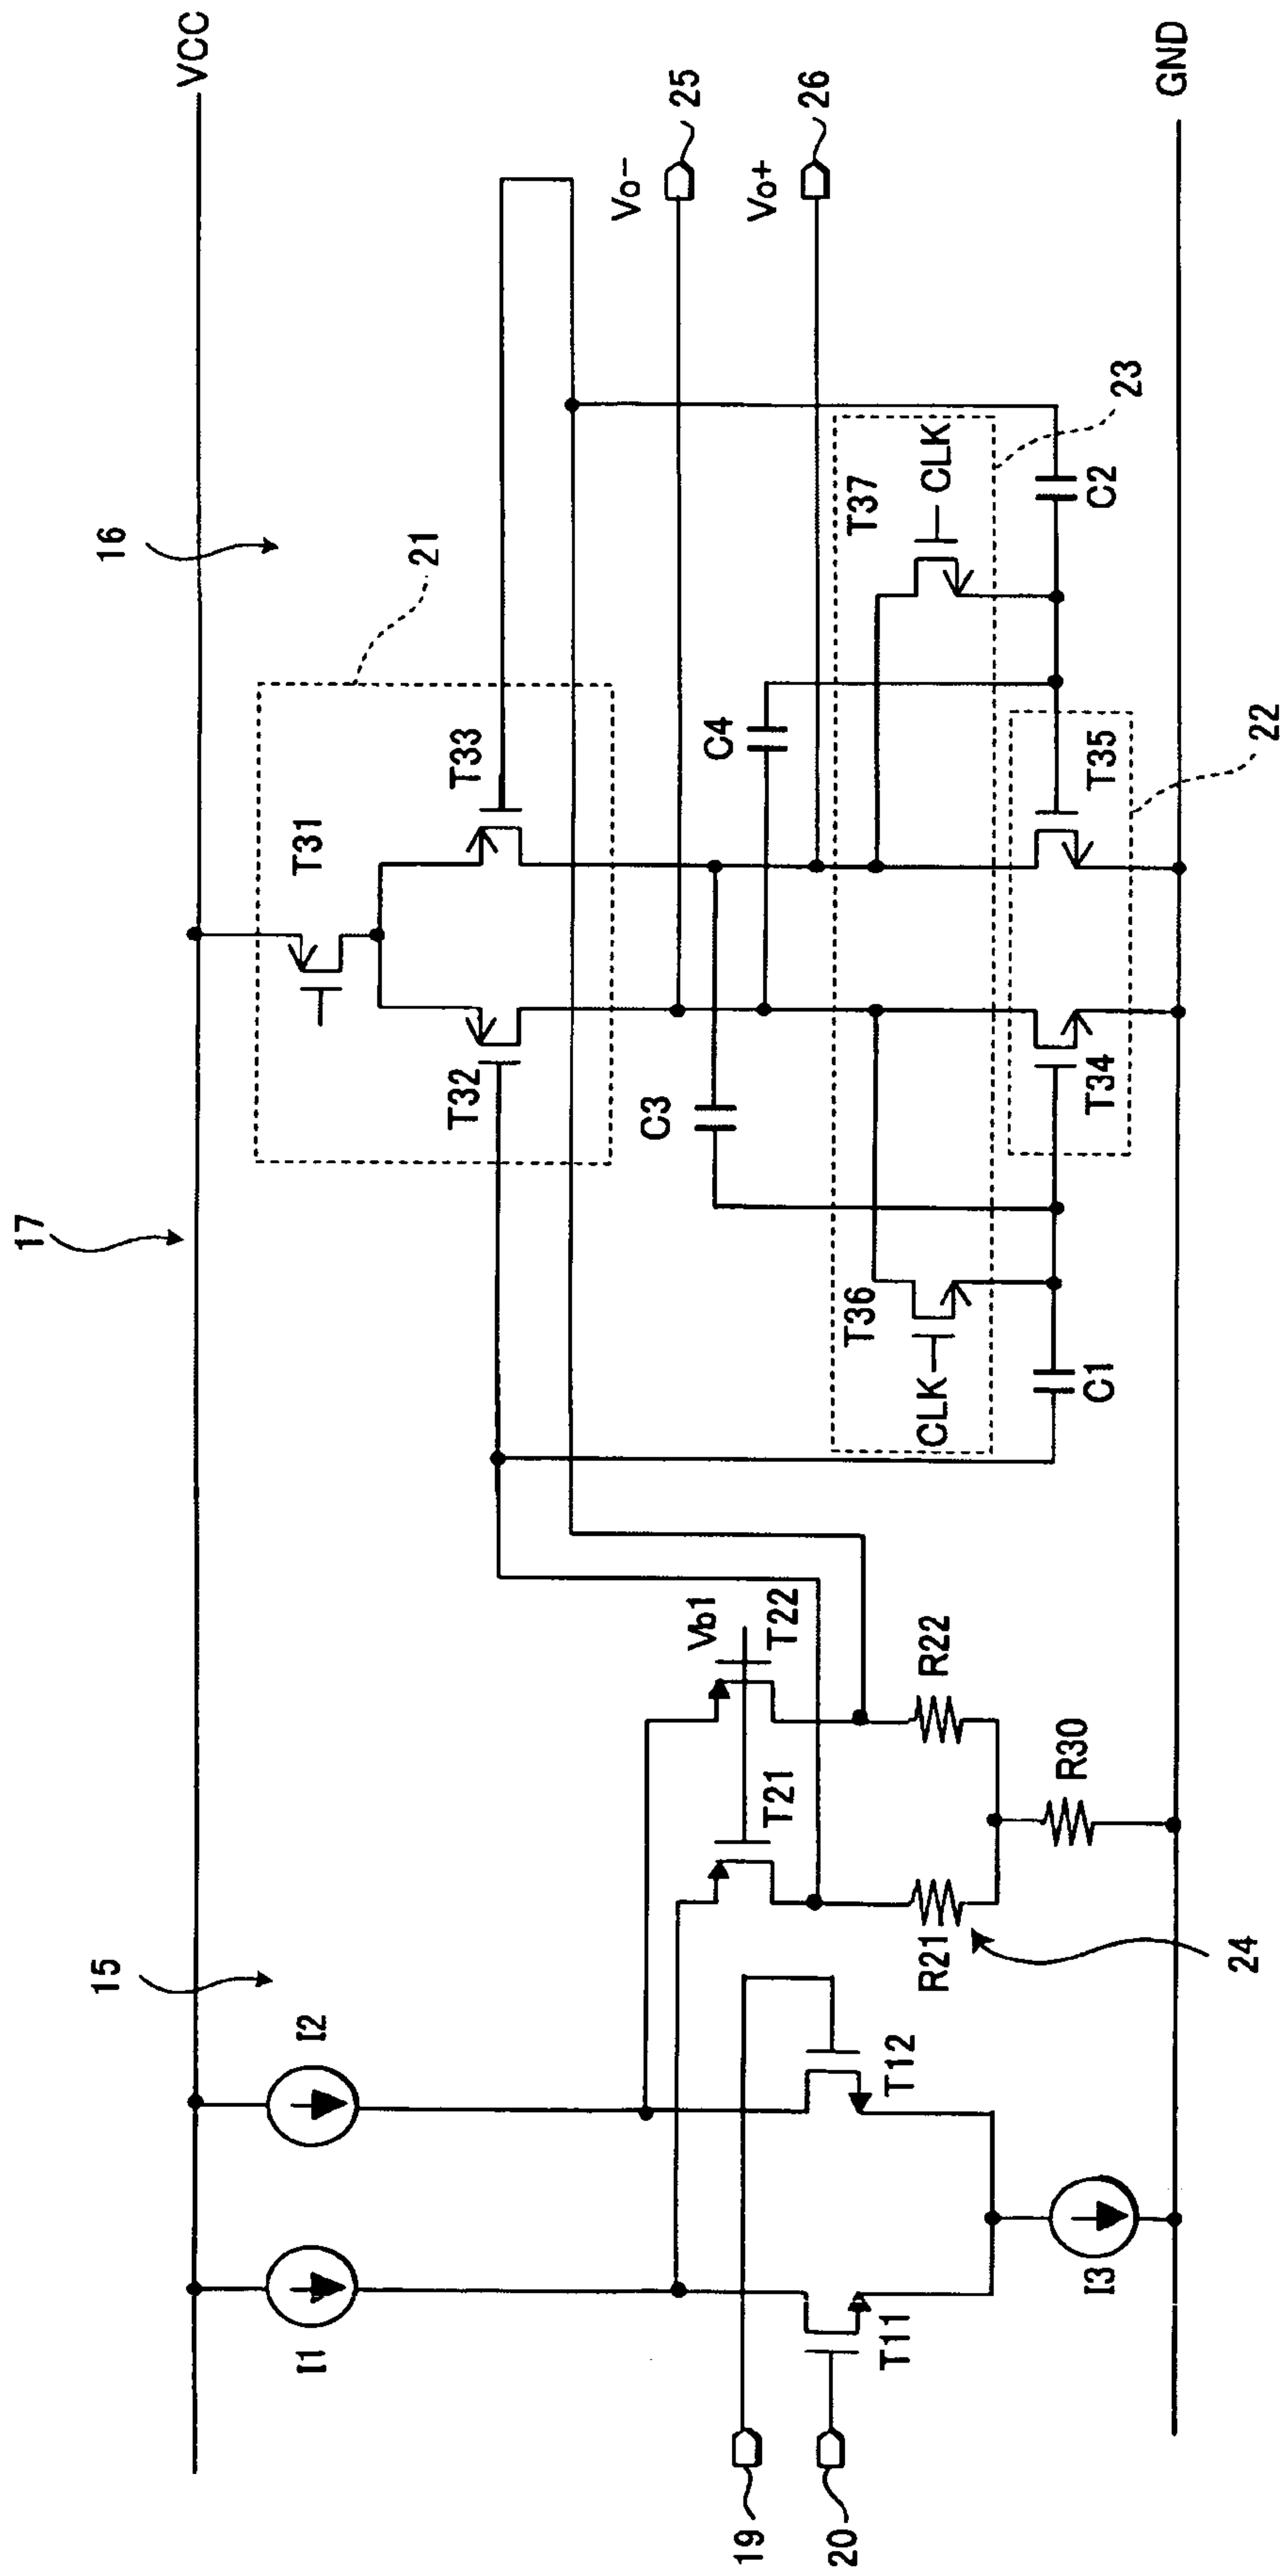 17
VCC
15
16
I1
I2
21
T31
T32
T33
Vo−
25
Vo+
26
C3
C4
Vb1
T21
T22
19
20
T11
T12
I3
R21
R22
R30
24
T36
CLK
T37
CLK
23
C1
C2
T34
T35
22
GND